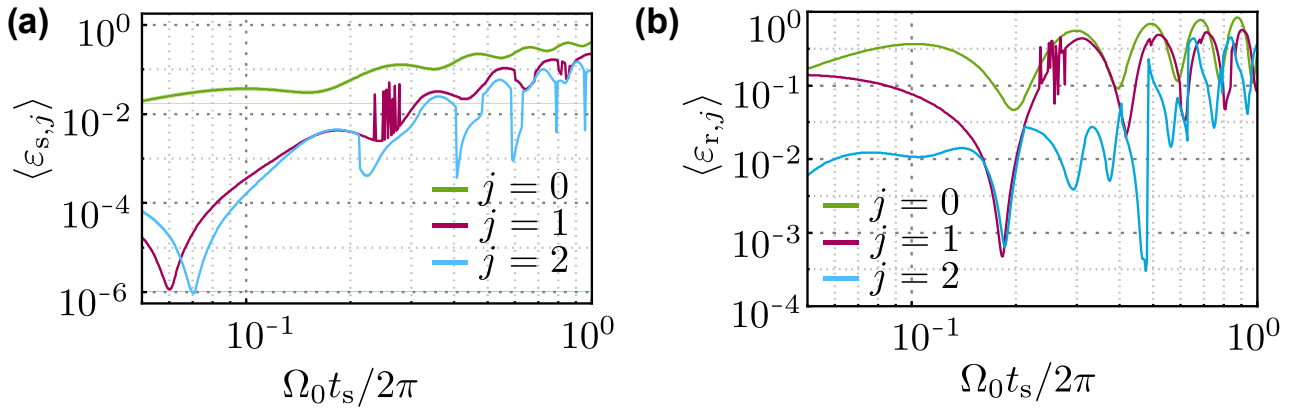 (a)
10^0
10^{-2}
10^{-4}
10^{-6}
⟨ε_{s,j}⟩
j = 0
j = 1
j = 2
10^{-1}
10^0
Ω_0 t_s/2π
(b)
10^0
10^{-1}
10^{-2}
10^{-3}
10^{-4}
⟨ε_{r,j}⟩
j = 0
j = 1
j = 2
10^{-1}
10^0
Ω_0 t_s/2π